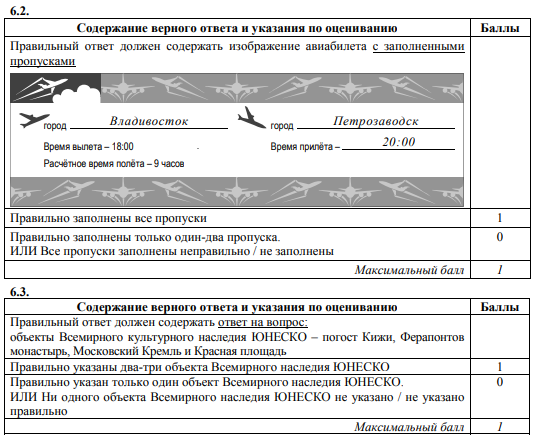 6.2.
Содержание верного ответа и указания по оцениванию Баллы
Правильный ответ должен содержать изображение авиабилета с заполненными
пропусками
город Владивосток город Петрозаводск
Время вылета – 18:00 Время прилёта – 20:00
Расчётное время полёта – 9 часов
Правильно заполнены все пропуски 1
Правильно заполнены только один-два пропуска. 0
ИЛИ Все пропуски заполнены неправильно / не заполнены
Максимальный балл 1
6.3.
Содержание верного ответа и указания по оцениванию Баллы
Правильный ответ должен содержать ответ на вопрос:
объекты Всемирного культурного наследия ЮНЕСКО – погост Кижи, Ферапонтов
монастырь, Московский Кремль и Красная площадь
Правильно указаны два-три объекта Всемирного наследия ЮНЕСКО 1
Правильно указан только один объект Всемирного наследия ЮНЕСКО. 0
ИЛИ Ни одного объекта Всемирного наследия ЮНЕСКО не указано / не указано
правильно
Максимальный балл 1